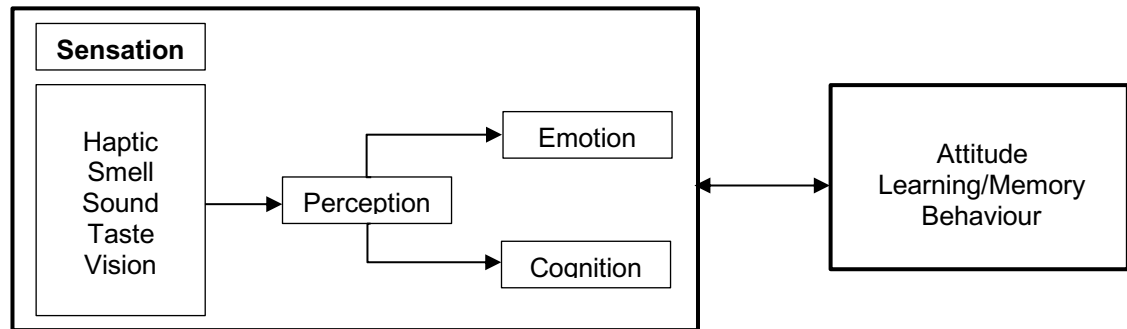 Sensation
Haptic
Smell
Sound
Taste
Vision
Perception
Emotion
Cognition
Attitude
Learning/Memory
Behaviour